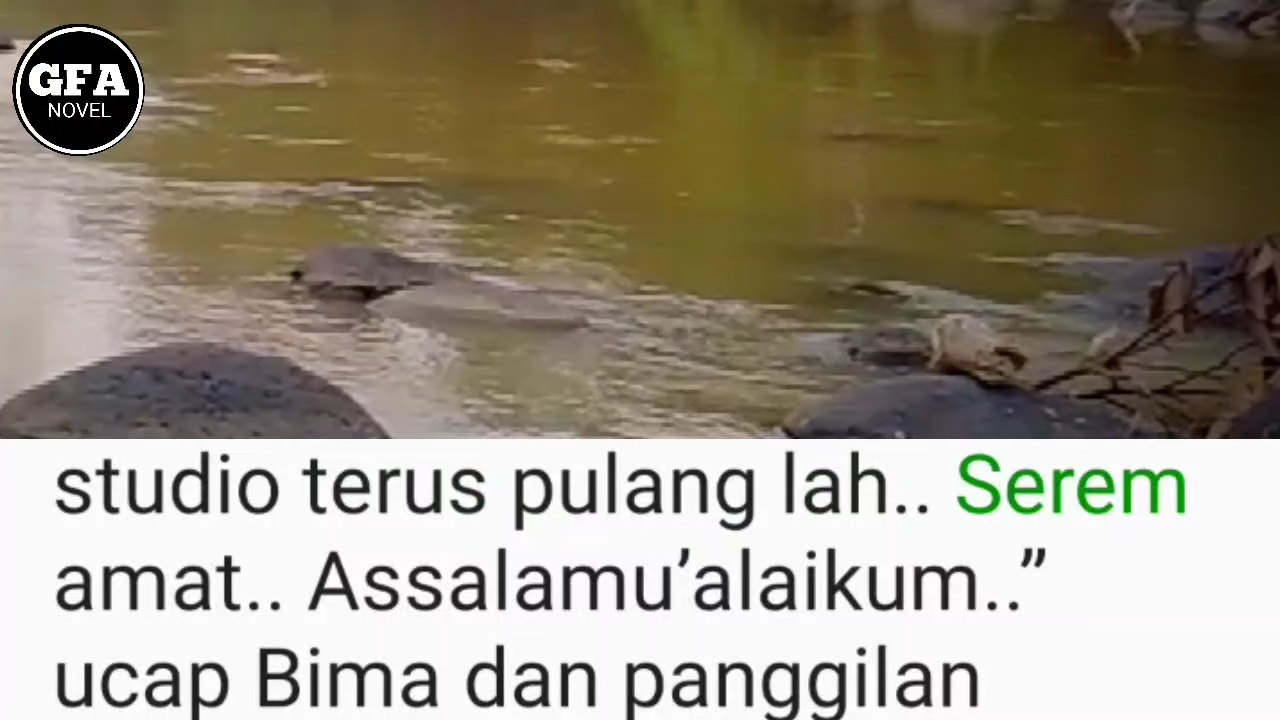 GFA
NOVEL
studio terus pulang lah.. Serem
amat.. Assalamu’alaikum..”
ucap Bima dan panggilan